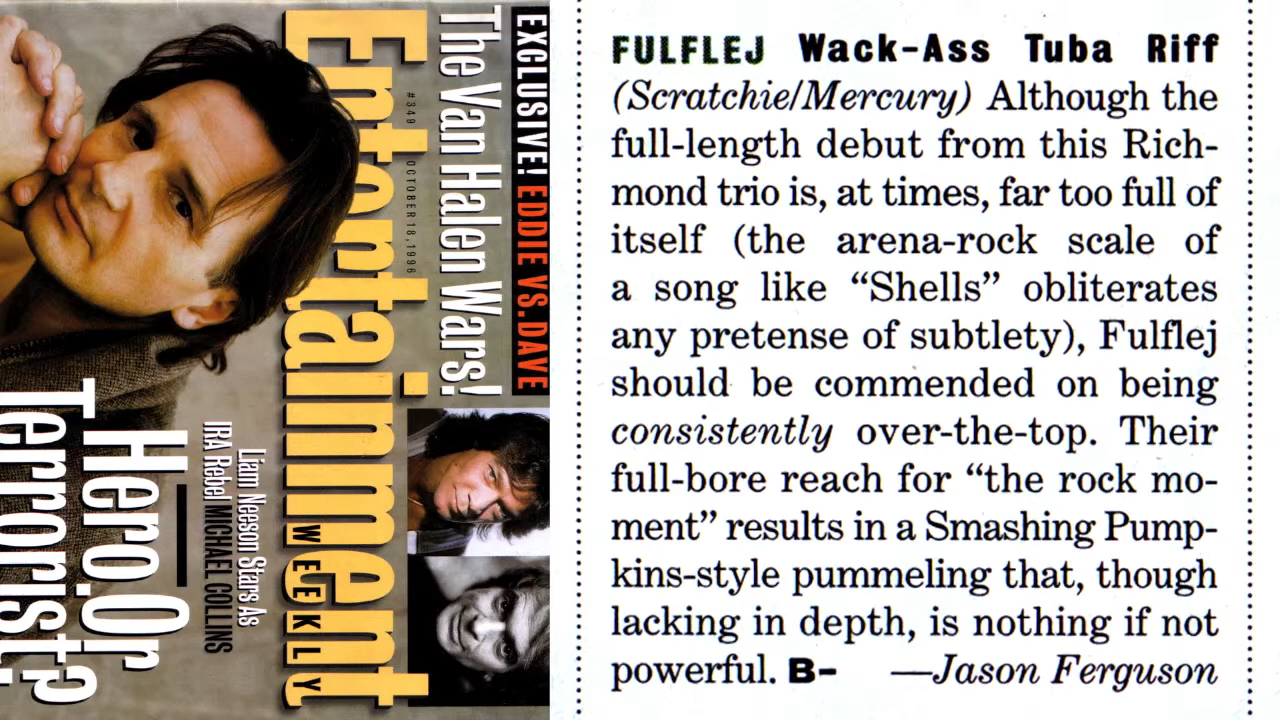 EXCLUSIVE! EDDIE VS. DAVE
The Van Halen Wars!
Entertainment
WEEKLY
#349 OCTOBER 18, 1996
Liam Neeson Stars As
IRA Rebel MICHAEL COLLINS
Hero. Or
Terrorist?
FULFLEJ Wack-Ass Tuba Riff
(Scratchie/Mercury) Although the
full-length debut from this Rich-
mond trio is, at times, far too full of
itself (the arena-rock scale of
a song like “Shells” obliterates
any pretense of subtlety), Fulflej
should be commended on being
consistently over-the-top. Their
full-bore reach for “the rock mo-
ment” results in a Smashing Pump-
kins-style pummeling that, though
lacking in depth, is nothing if not
powerful. B– —Jason Ferguson